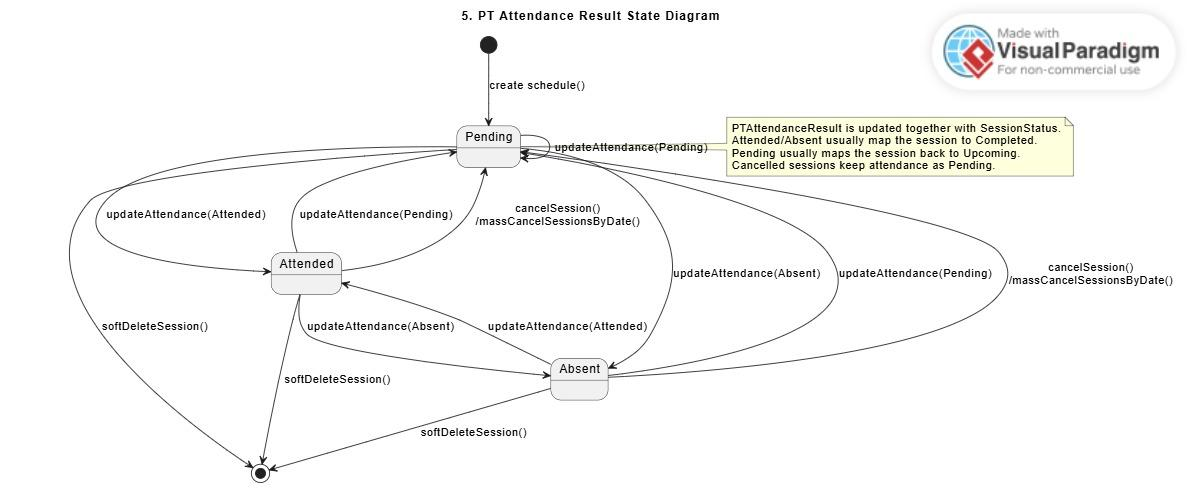 5. PT Attendance Result State Diagram
Made with
Visual Paradigm
For non-commercial use
create schedule()
Pending
updateAttendance(Pending)
PTAttendanceResult is updated together with SessionStatus.
Attended/Absent usually map the session to Completed.
Pending usually maps the session back to Upcoming.
Cancelled sessions keep attendance as Pending.
updateAttendance(Attended)
updateAttendance(Pending)
cancelSession()
/massCancelSessionsByDate()
Attended
updateAttendance(Absent)
updateAttendance(Pending)
cancelSession()
/massCancelSessionsByDate()
softDeleteSession()
updateAttendance(Absent)
updateAttendance(Attended)
Absent
softDeleteSession()
softDeleteSession()